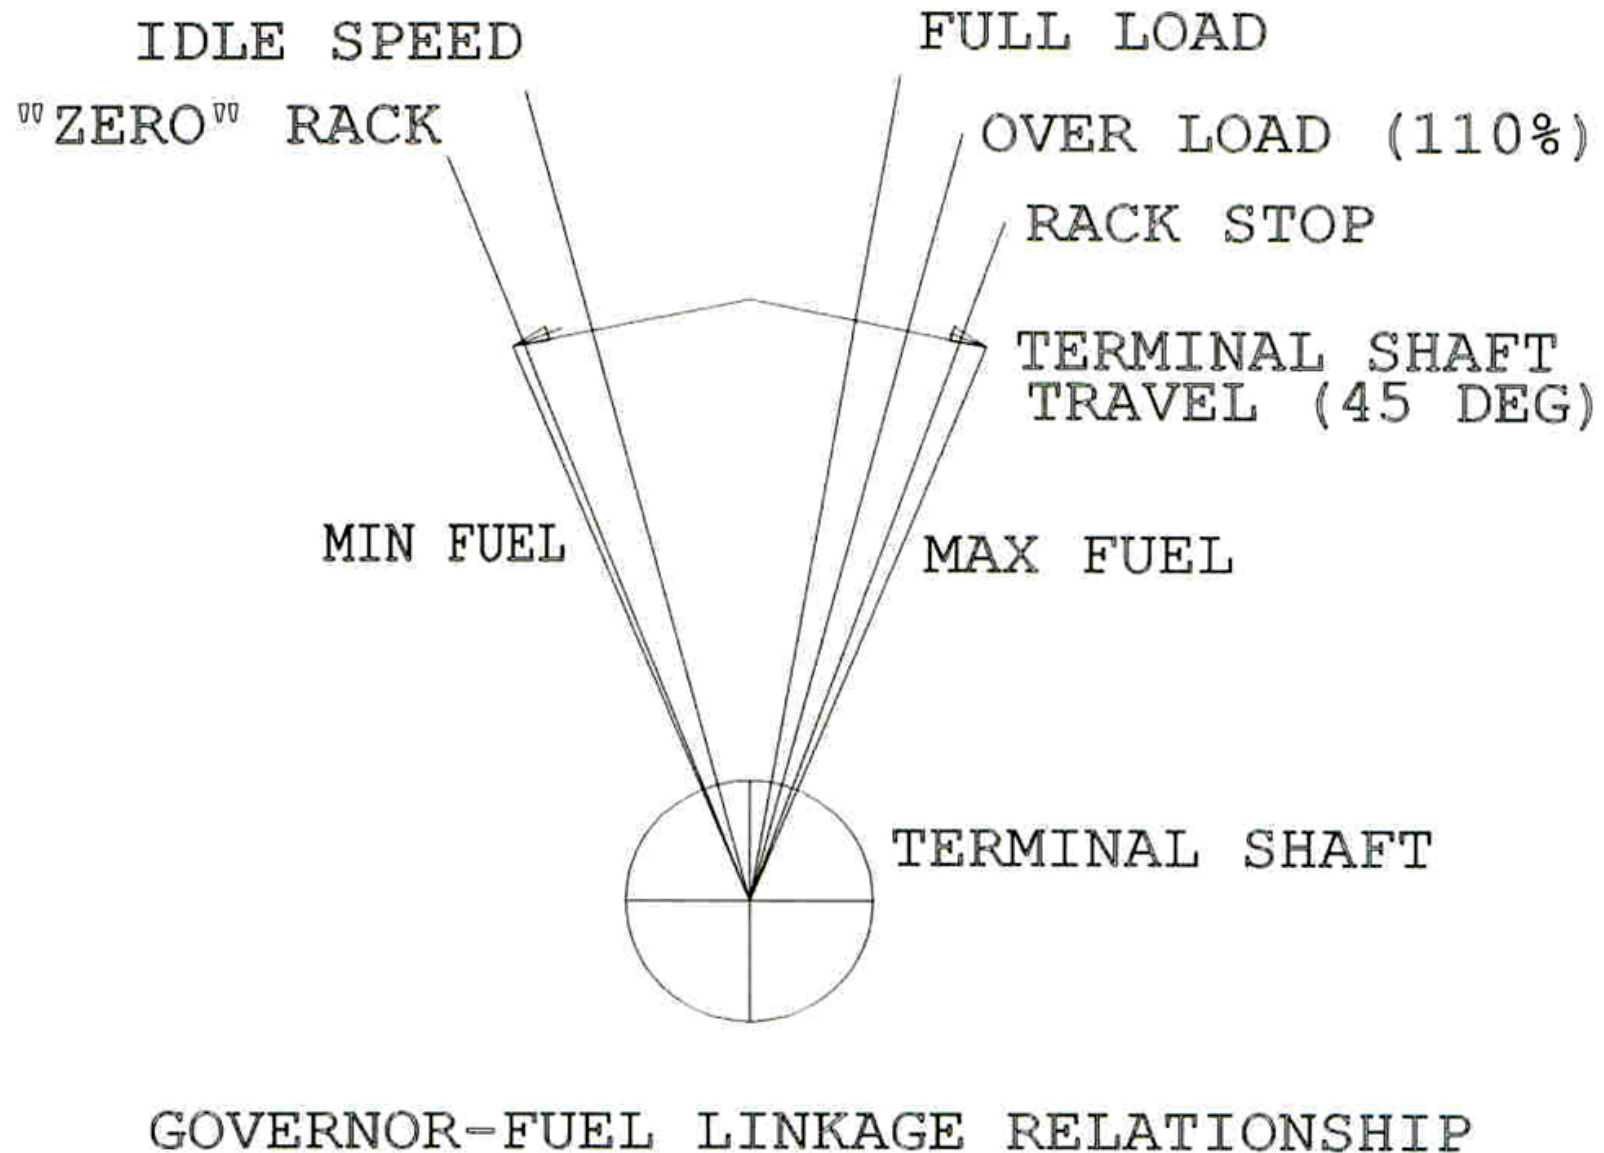 IDLE SPEED
"ZERO" RACK
FULL LOAD
OVER LOAD (110%)
RACK STOP
TERMINAL SHAFT
TRAVEL (45 DEG)
MIN FUEL
MAX FUEL
TERMINAL SHAFT
GOVERNOR-FUEL LINKAGE RELATIONSHIP